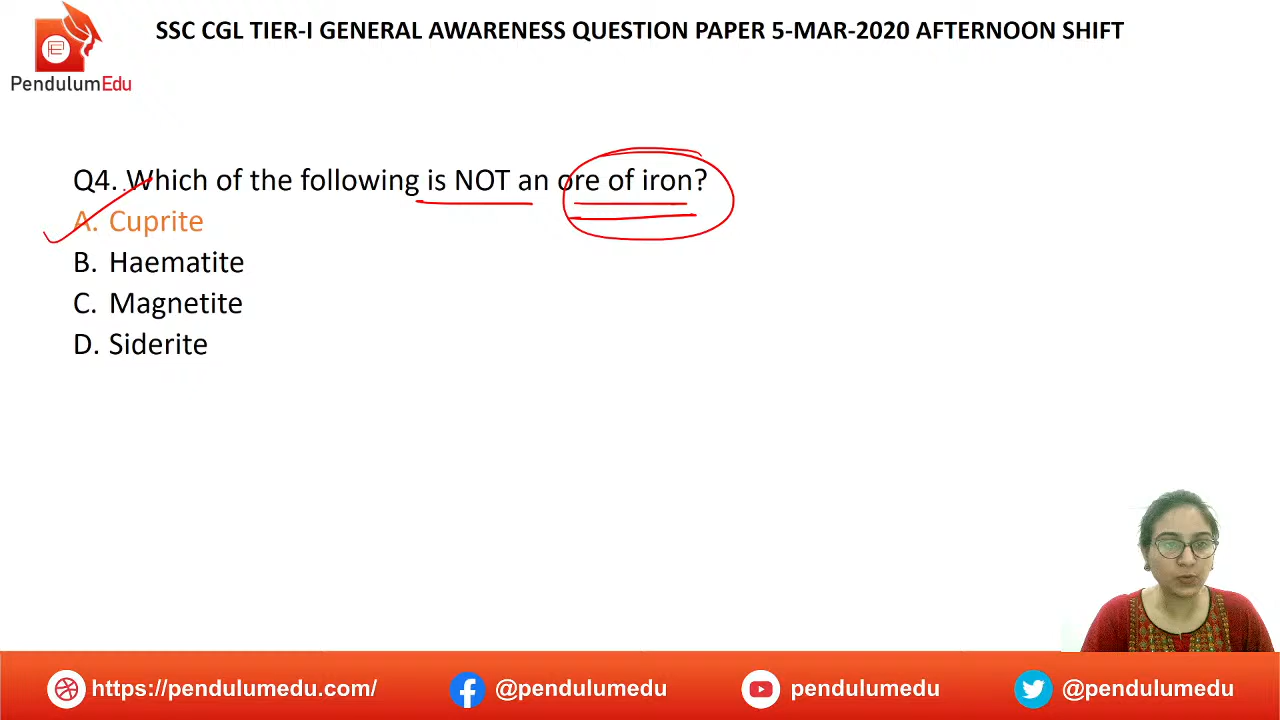 SSC CGL TIER-I GENERAL AWARENESS QUESTION PAPER 5-MAR-2020 AFTERNOON SHIFT
PendulumEdu
Q4. Which of the following is NOT an ore of iron?
A. Cuprite
B. Haematite
C. Magnetite
D. Siderite
https://pendulumedu.com/ @pendulumedu pendulumedu @pendulumedu